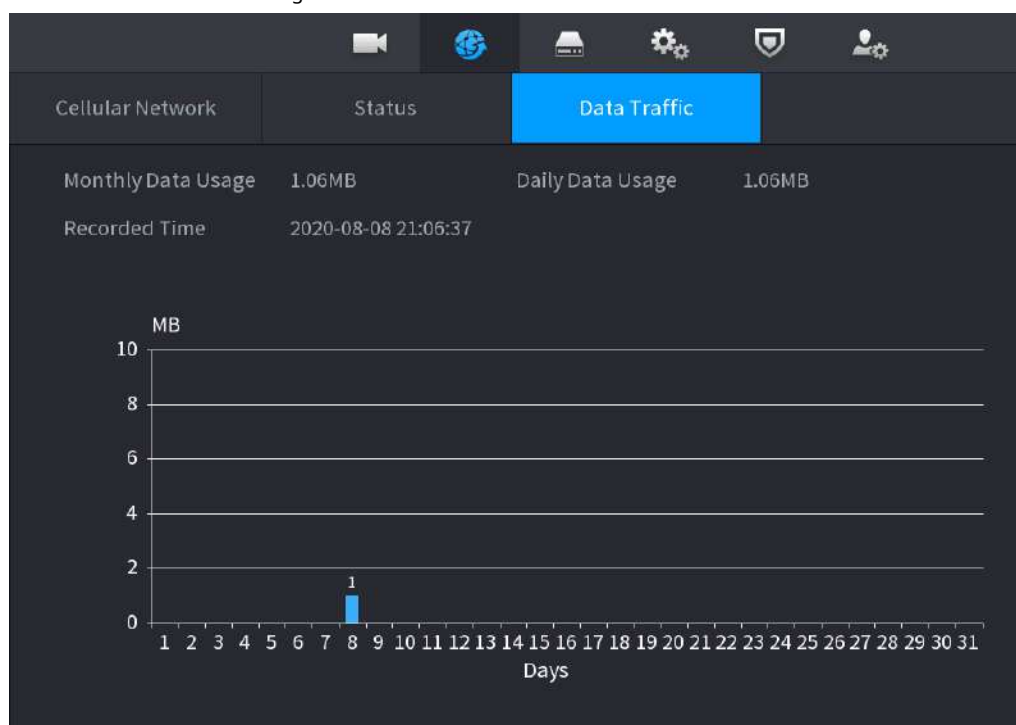 Cellular Network Status Data Traffic
Monthly Data Usage 1.06MB Daily Data Usage 1.06MB
Recorded Time 2020-08-08 21:06:37
MB
10
8
6
4
2
1
0
1 2 3 4 5 6 7 8 9 10 11 12 13 14 15 16 17 18 19 20 21 22 23 24 25 26 27 28 29 30 31
Days